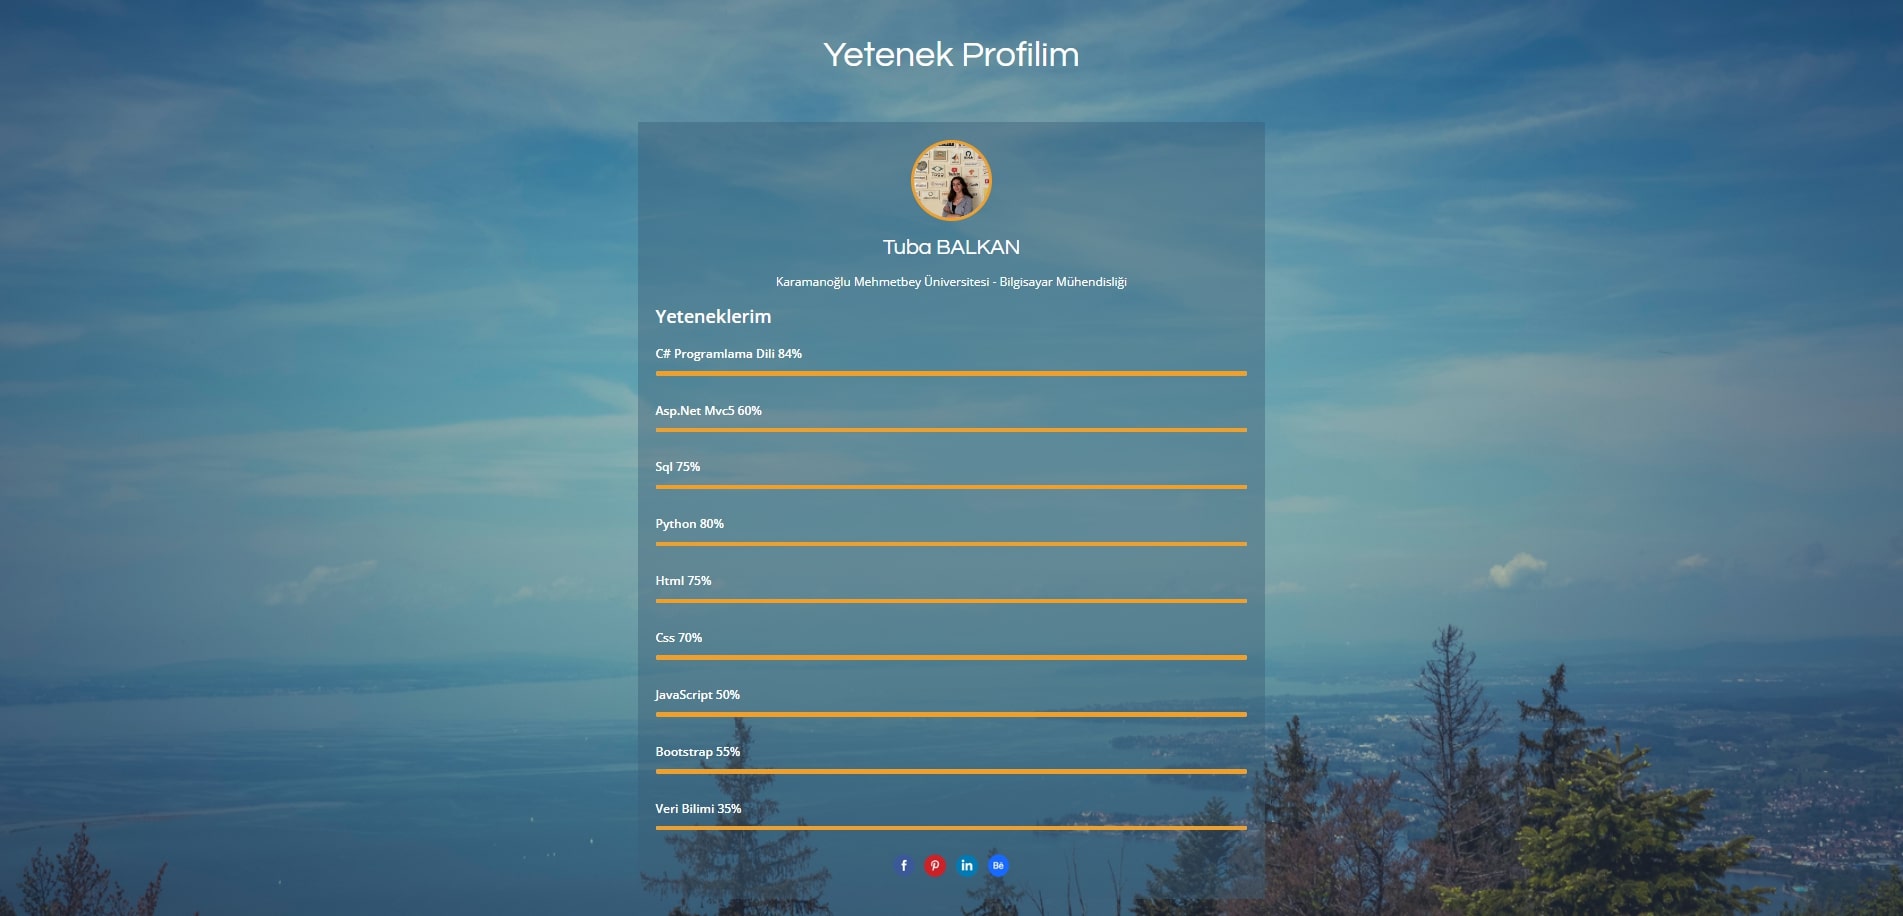 Yetenek Profilim
Tuba BALKAN
Karamanoğlu Mehmetbey Üniversitesi - Bilgisayar Mühendisliği
Yeteneklerim
C# Programlama Dili 84%
Asp.Net Mvc5 60%
Sql 75%
Python 80%
Html 75%
Css 70%
JavaScript 50%
Bootstrap 55%
Veri Bilimi 35%
f in Bē